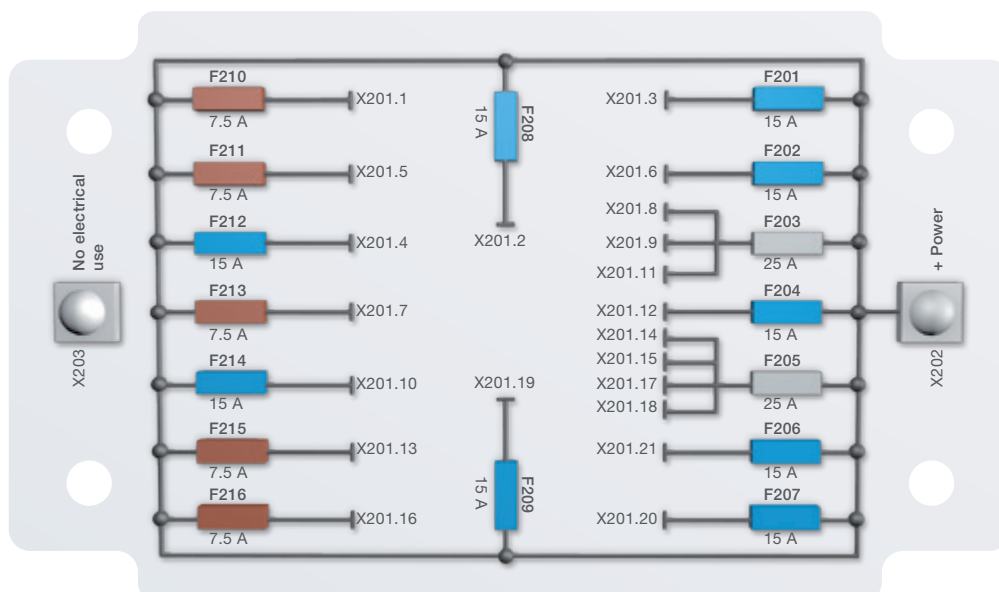 No electrical
use
X203
F210
7.5 A
X201.1
F211
7.5 A
X201.5
F212
15 A
X201.4
F213
7.5 A
X201.7
F214
15 A
X201.10
F215
7.5 A
X201.13
F216
7.5 A
X201.16
F208
15 A
X201.2
X201.19
F209
15 A
F201
X201.3
15 A
F202
X201.6
15 A
X201.8
F203
X201.9
25 A
X201.11
F204
X201.12
15 A
X201.14
X201.15
F205
X201.17
25 A
X201.18
F206
X201.21
15 A
F207
X201.20
15 A
+ Power
X202